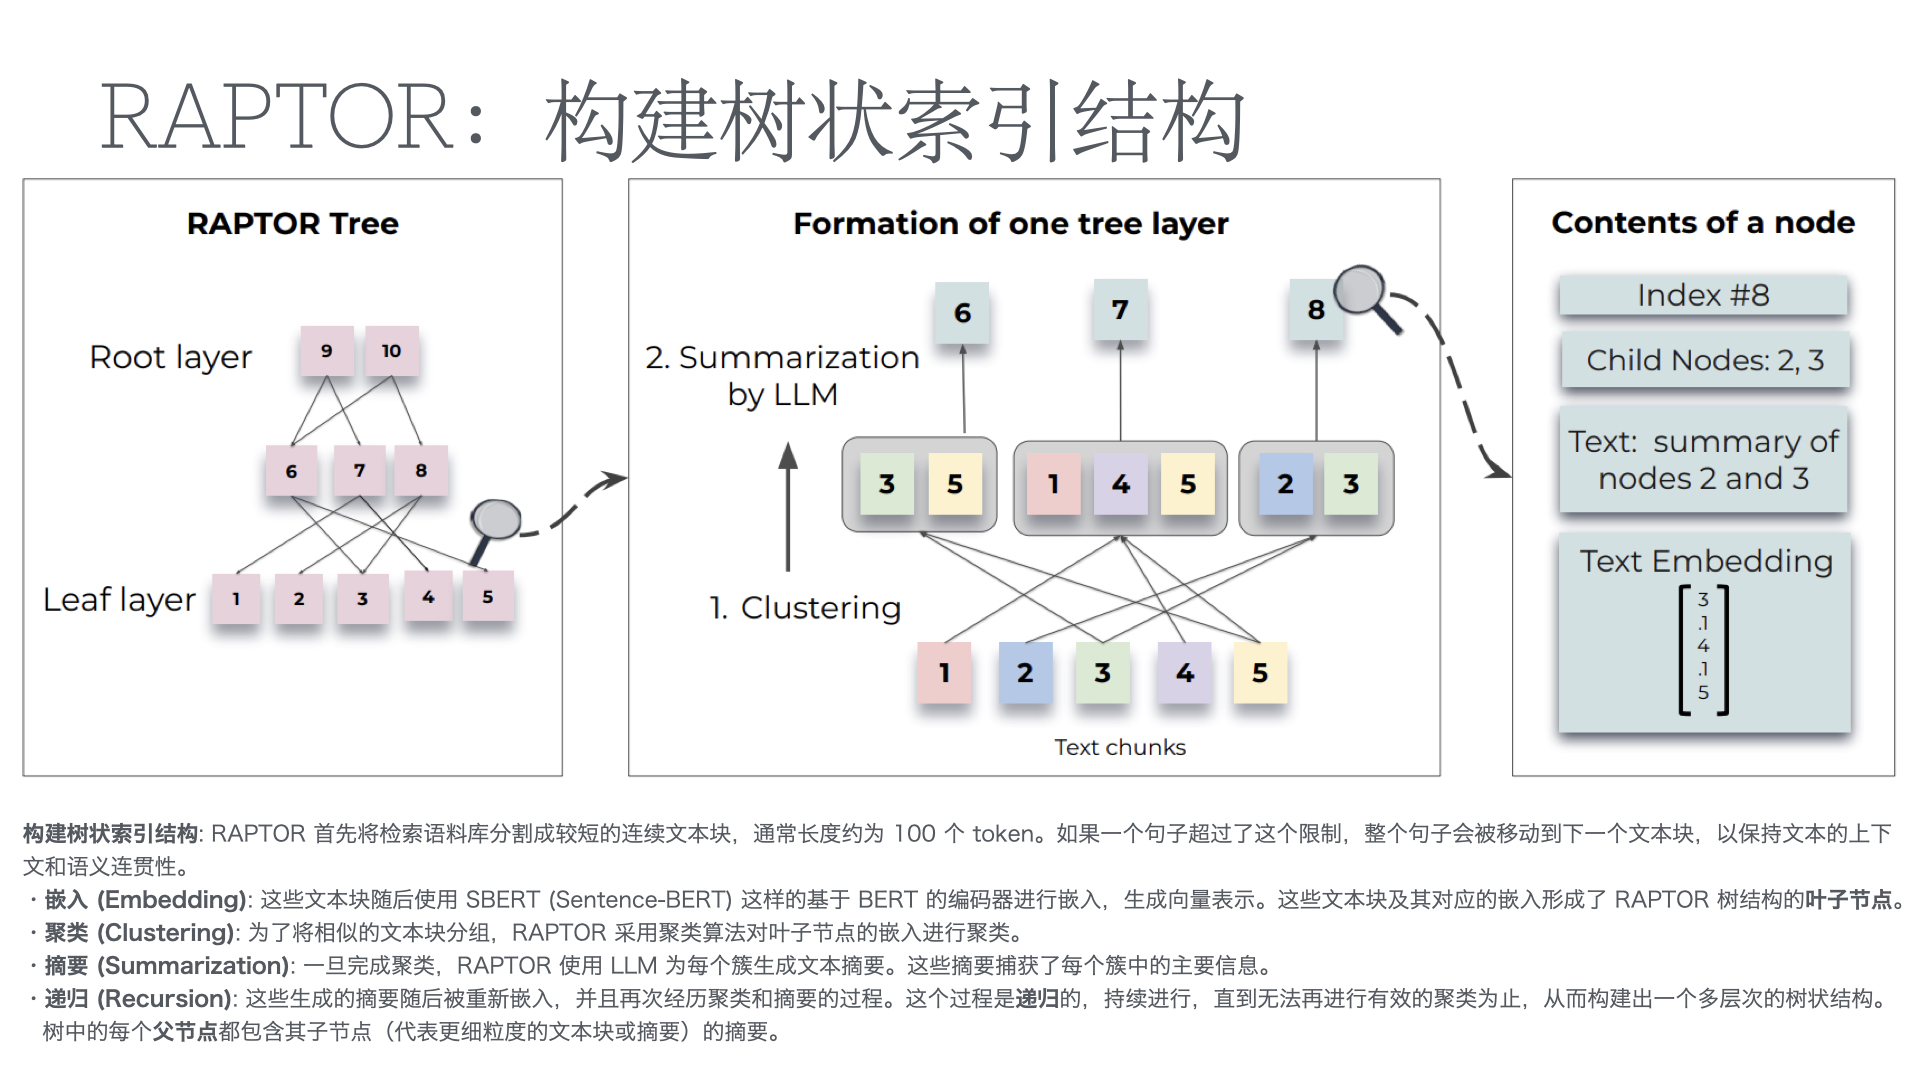 RAPTOR：构建树状索引结构
RAPTOR Tree
Root layer
9
10
6
7
8
Leaf layer
1
2
3
4
5
Formation of one tree layer
6
7
8
2. Summarization
by LLM
3
5
1
4
5
2
3
1. Clustering
1
2
3
4
5
Text chunks
Contents of a node
Index #8
Child Nodes: 2, 3
Text: summary of
nodes 2 and 3
Text Embedding
3
.1
4
.1
5
构建树状索引结构: RAPTOR 首先将检索语料库分割成较短的连续文本块，通常长度约为 100 个 token。如果一个句子超过了这个限制，整个句子会被移动到下一个文本块，以保持文本的上下
文和语义连贯性。
· 嵌入 (Embedding): 这些文本块随后使用 SBERT (Sentence-BERT) 这样的基于 BERT 的编码器进行嵌入，生成向量表示。这些文本块及其对应的嵌入形成了 RAPTOR 树结构的叶子节点。
· 聚类 (Clustering): 为了将相似的文本块分组，RAPTOR 采用聚类算法对叶子节点的嵌入进行聚类。
· 摘要 (Summarization): 一旦完成聚类，RAPTOR 使用 LLM 为每个簇生成文本摘要。这些摘要捕获了每个簇中的主要信息。
· 递归 (Recursion): 这些生成的摘要随后被重新嵌入，并且再次经历聚类和摘要的过程。这个过程是递归的，持续进行，直到无法再进行有效的聚类为止，从而构建出一个多层次的树状结构。
树中的每个父节点都包含其子节点（代表更细粒度的文本块或摘要）的摘要。